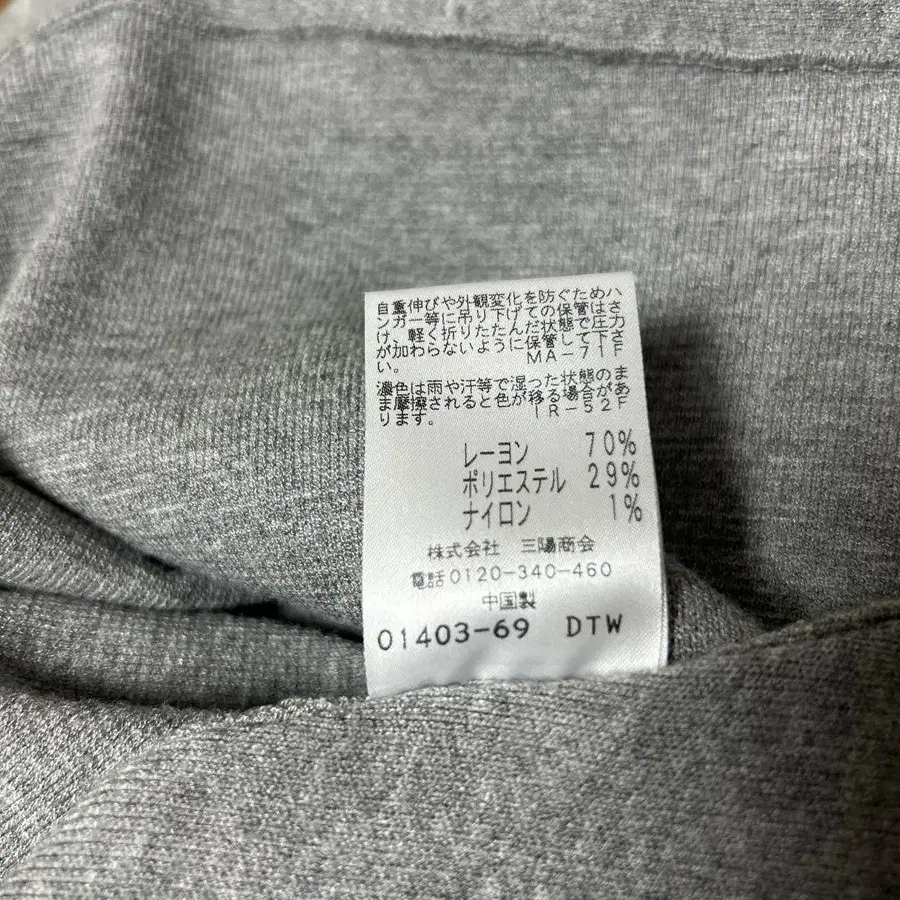 自重伸びや外観変化を防ぐためハ
ンガー等に吊り下げての保管はさ
け、軽く折りたたんだ状態で圧力
が加わらないように保管して下さ
い。 MA-71F
濃色は雨や汗等で湿った状態のま
ま摩擦されると色が移る場合があ
ります。 IR-52F
レーヨン 70%
ポリエステル 29%
ナイロン 1%
株式会社 三陽商会
電話0120-340-460
中国製
01403-69 DTW